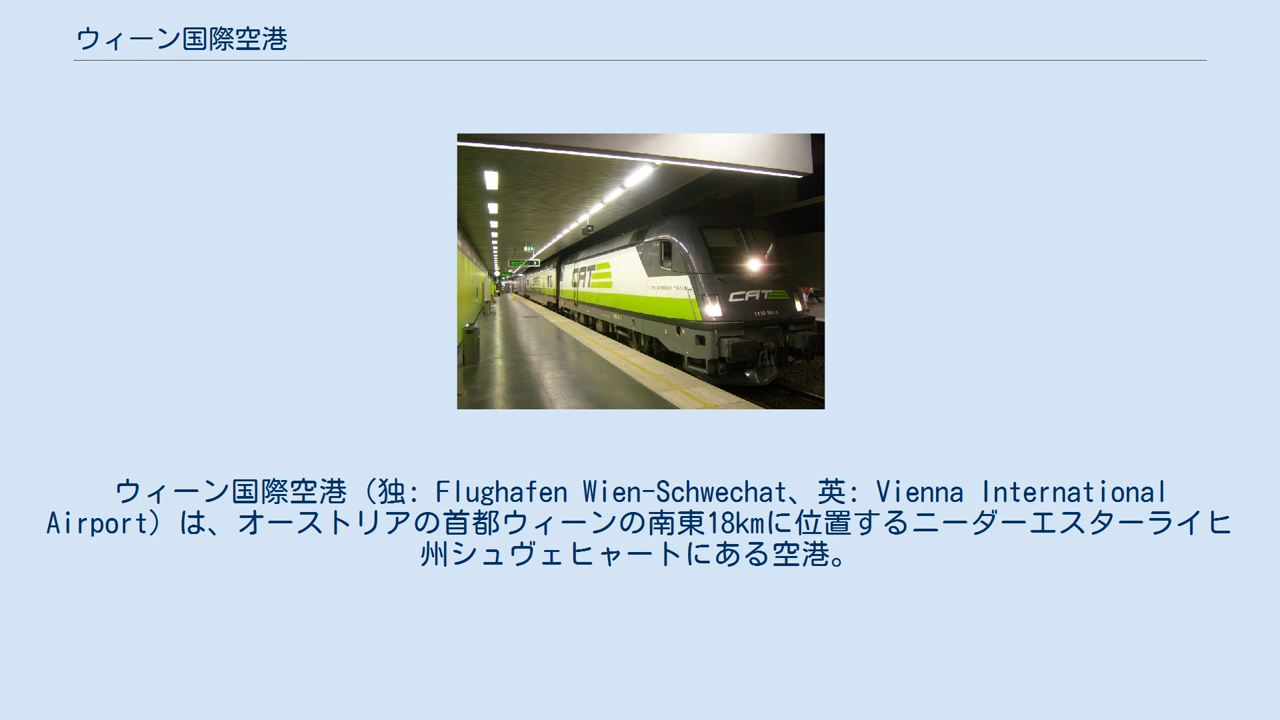 ウィーン国際空港
CAT
CAT
ウィーン国際空港（独: Flughafen Wien-Schwechat、英: Vienna International
Airport）は、オーストリアの首都ウィーンの南東18kmに位置するニーダーエスターライヒ
州シュヴェヒャートにある空港。